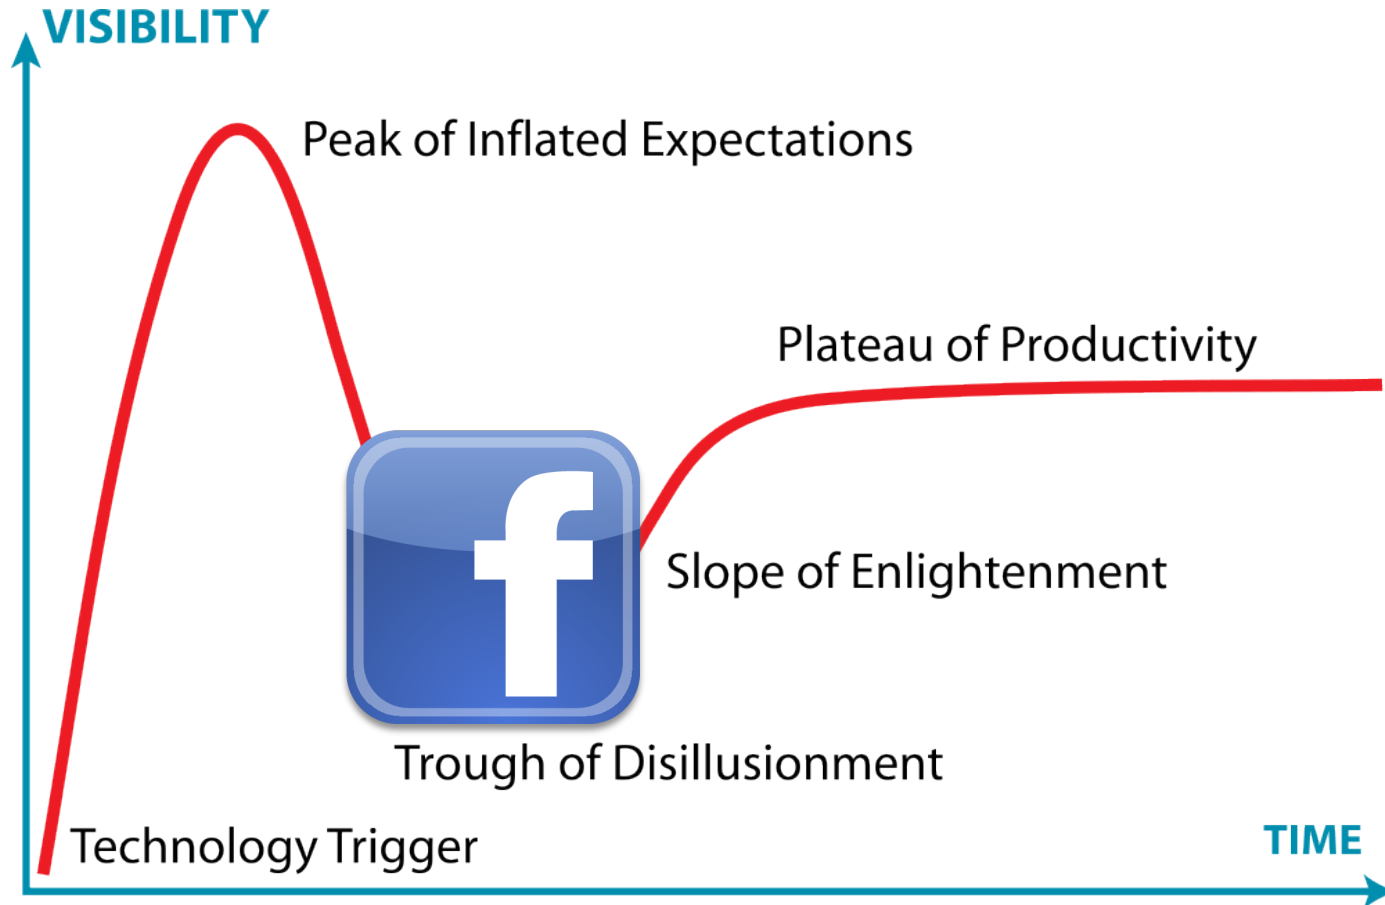 VISIBILITY
Peak of Inflated Expectations
Plateau of Productivity
f
Slope of Enlightenment
Trough of Disillusionment
Technology Trigger
TIME